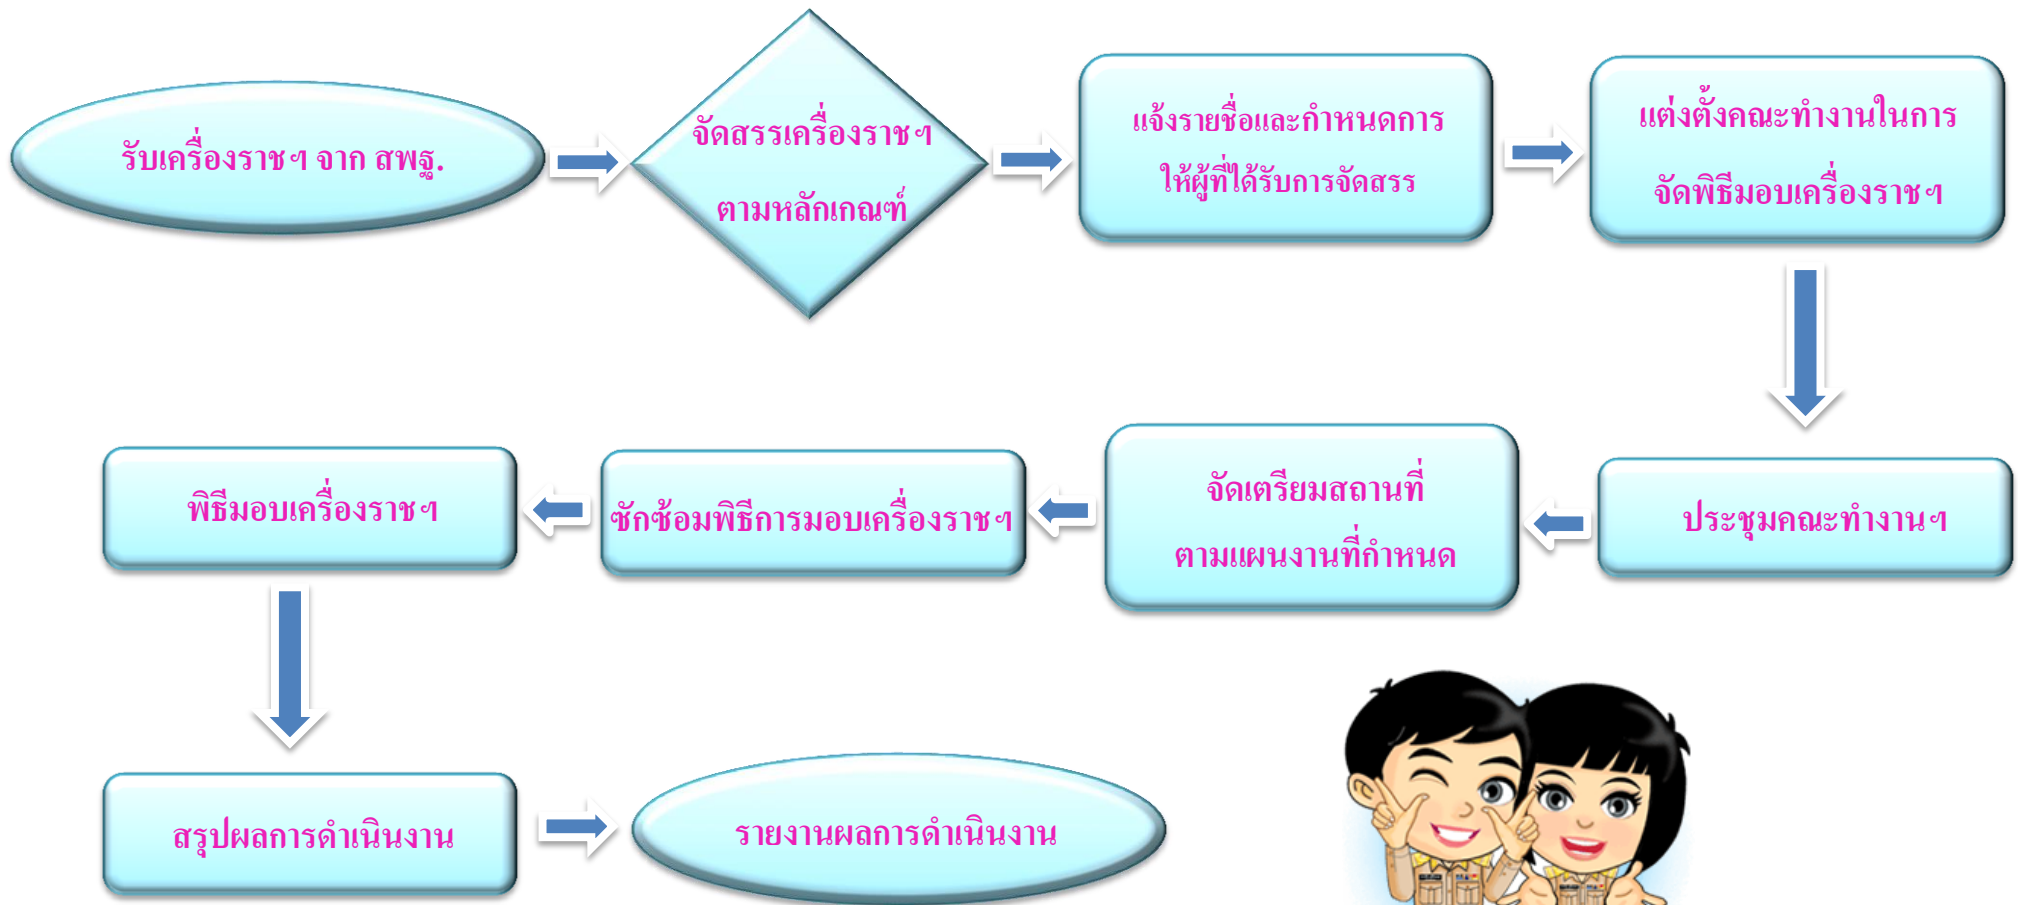 รับเครื่องราชฯ จาก สพฐ.
จัดสรรเครื่องราชฯ
ตามหลักเกณฑ์
แจ้งรายชื่อและกำหนดการ
ให้ผู้ที่ได้รับการจัดสรร
แต่งตั้งคณะทำงานในการ
จัดพิธีมอบเครื่องราชฯ
ประชุมคณะทำงานฯ
จัดเตรียมสถานที่
ตามแผนงานที่กำหนด
ซักซ้อมพิธีการมอบเครื่องราชฯ
พิธีมอบเครื่องราชฯ
สรุปผลการดำเนินงาน
รายงานผลการดำเนินงาน